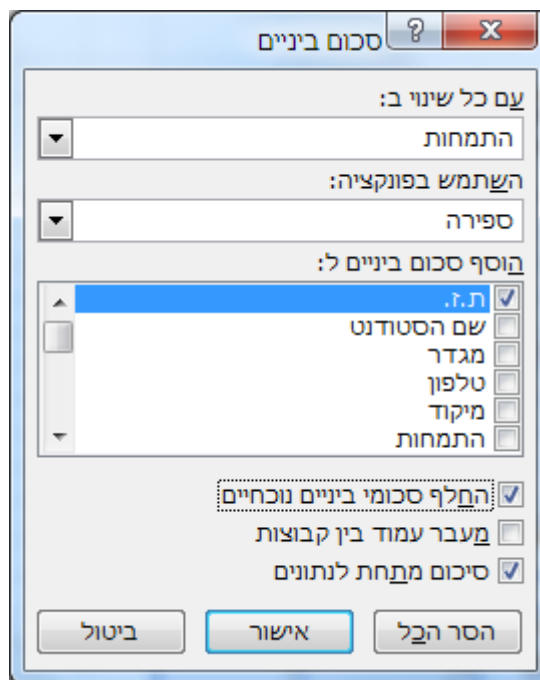 סכום ביניים
עם כל שינוי ב:
התמחות
השתמש בפונקציה:
ספירה
הוסף סכום ביניים ל:
ת.ז.
שם הסטודנט
מגדר
טלפון
מיקוד
התמחות
החלף סכומי ביניים נוכחיים
מעבר עמוד בין קבוצות
סיכום מתחת לנתונים
הסר הכל אישור ביטול